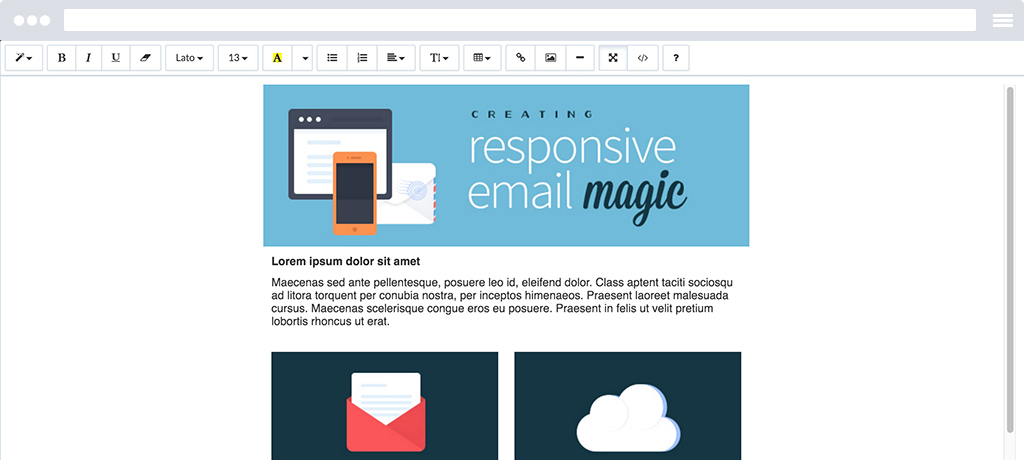 B I U Lato 13 A T! </> ?
CREATING
responsive
email magic
Lorem ipsum dolor sit amet
Maecenas sed ante pellentesque, posuere leo id, eleifend dolor. Class aptent taciti sociosqu
ad litora torquent per conubia nostra, per inceptos himenaeos. Praesent laoreet malesuada
cursus. Maecenas scelerisque congue eros eu posuere. Praesent in felis ut velit pretium
lobortis rhoncus ut erat.